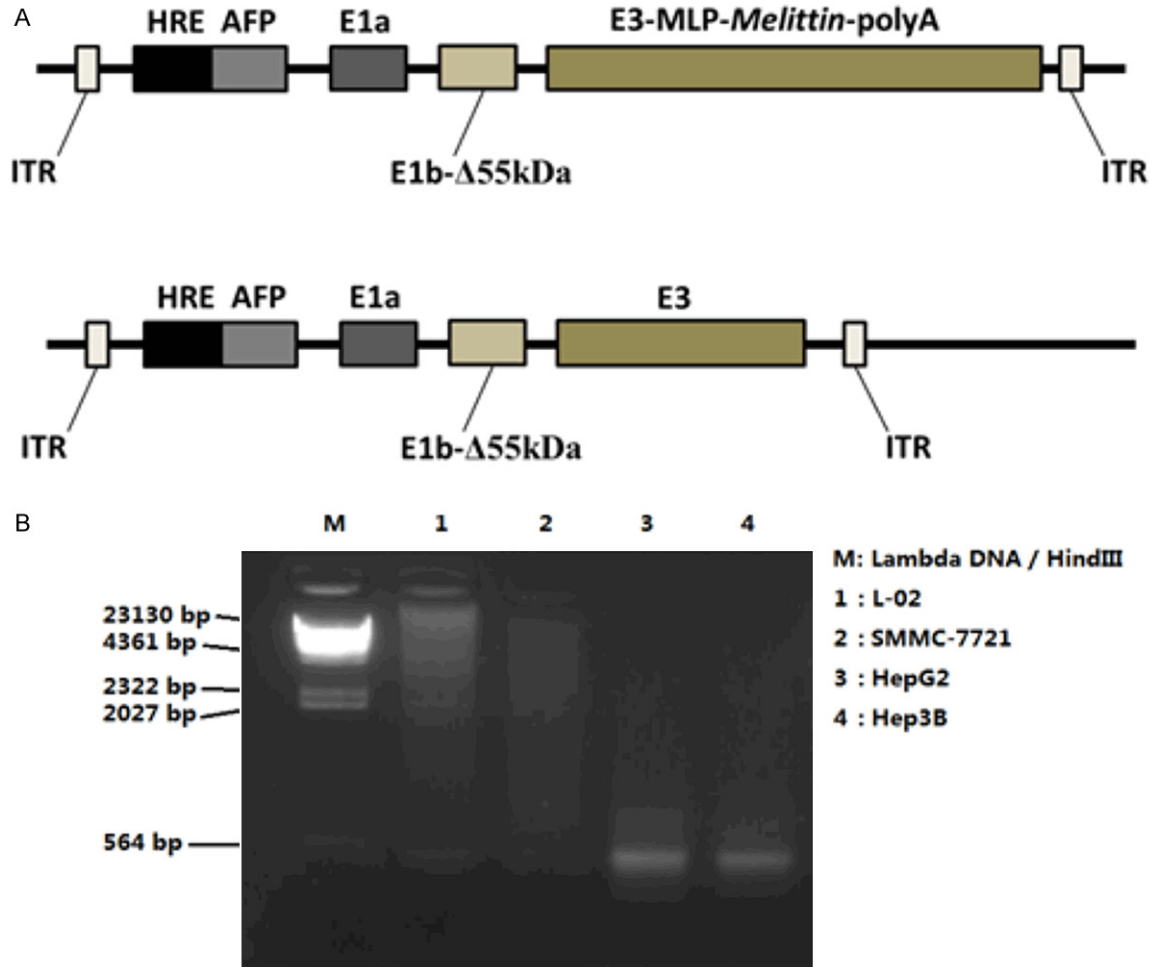 A
HRE AFP E1a E3-MLP-Melittin-polyA
ITR E1b-Δ55kDa ITR
HRE AFP E1a E3
ITR E1b-Δ55kDa ITR
B
M 1 2 3 4
23130 bp
4361 bp
2322 bp
2027 bp
564 bp
M: Lambda DNA / HindⅢ
1 : L-02
2 : SMMC-7721
3 : HepG2
4 : Hep3B